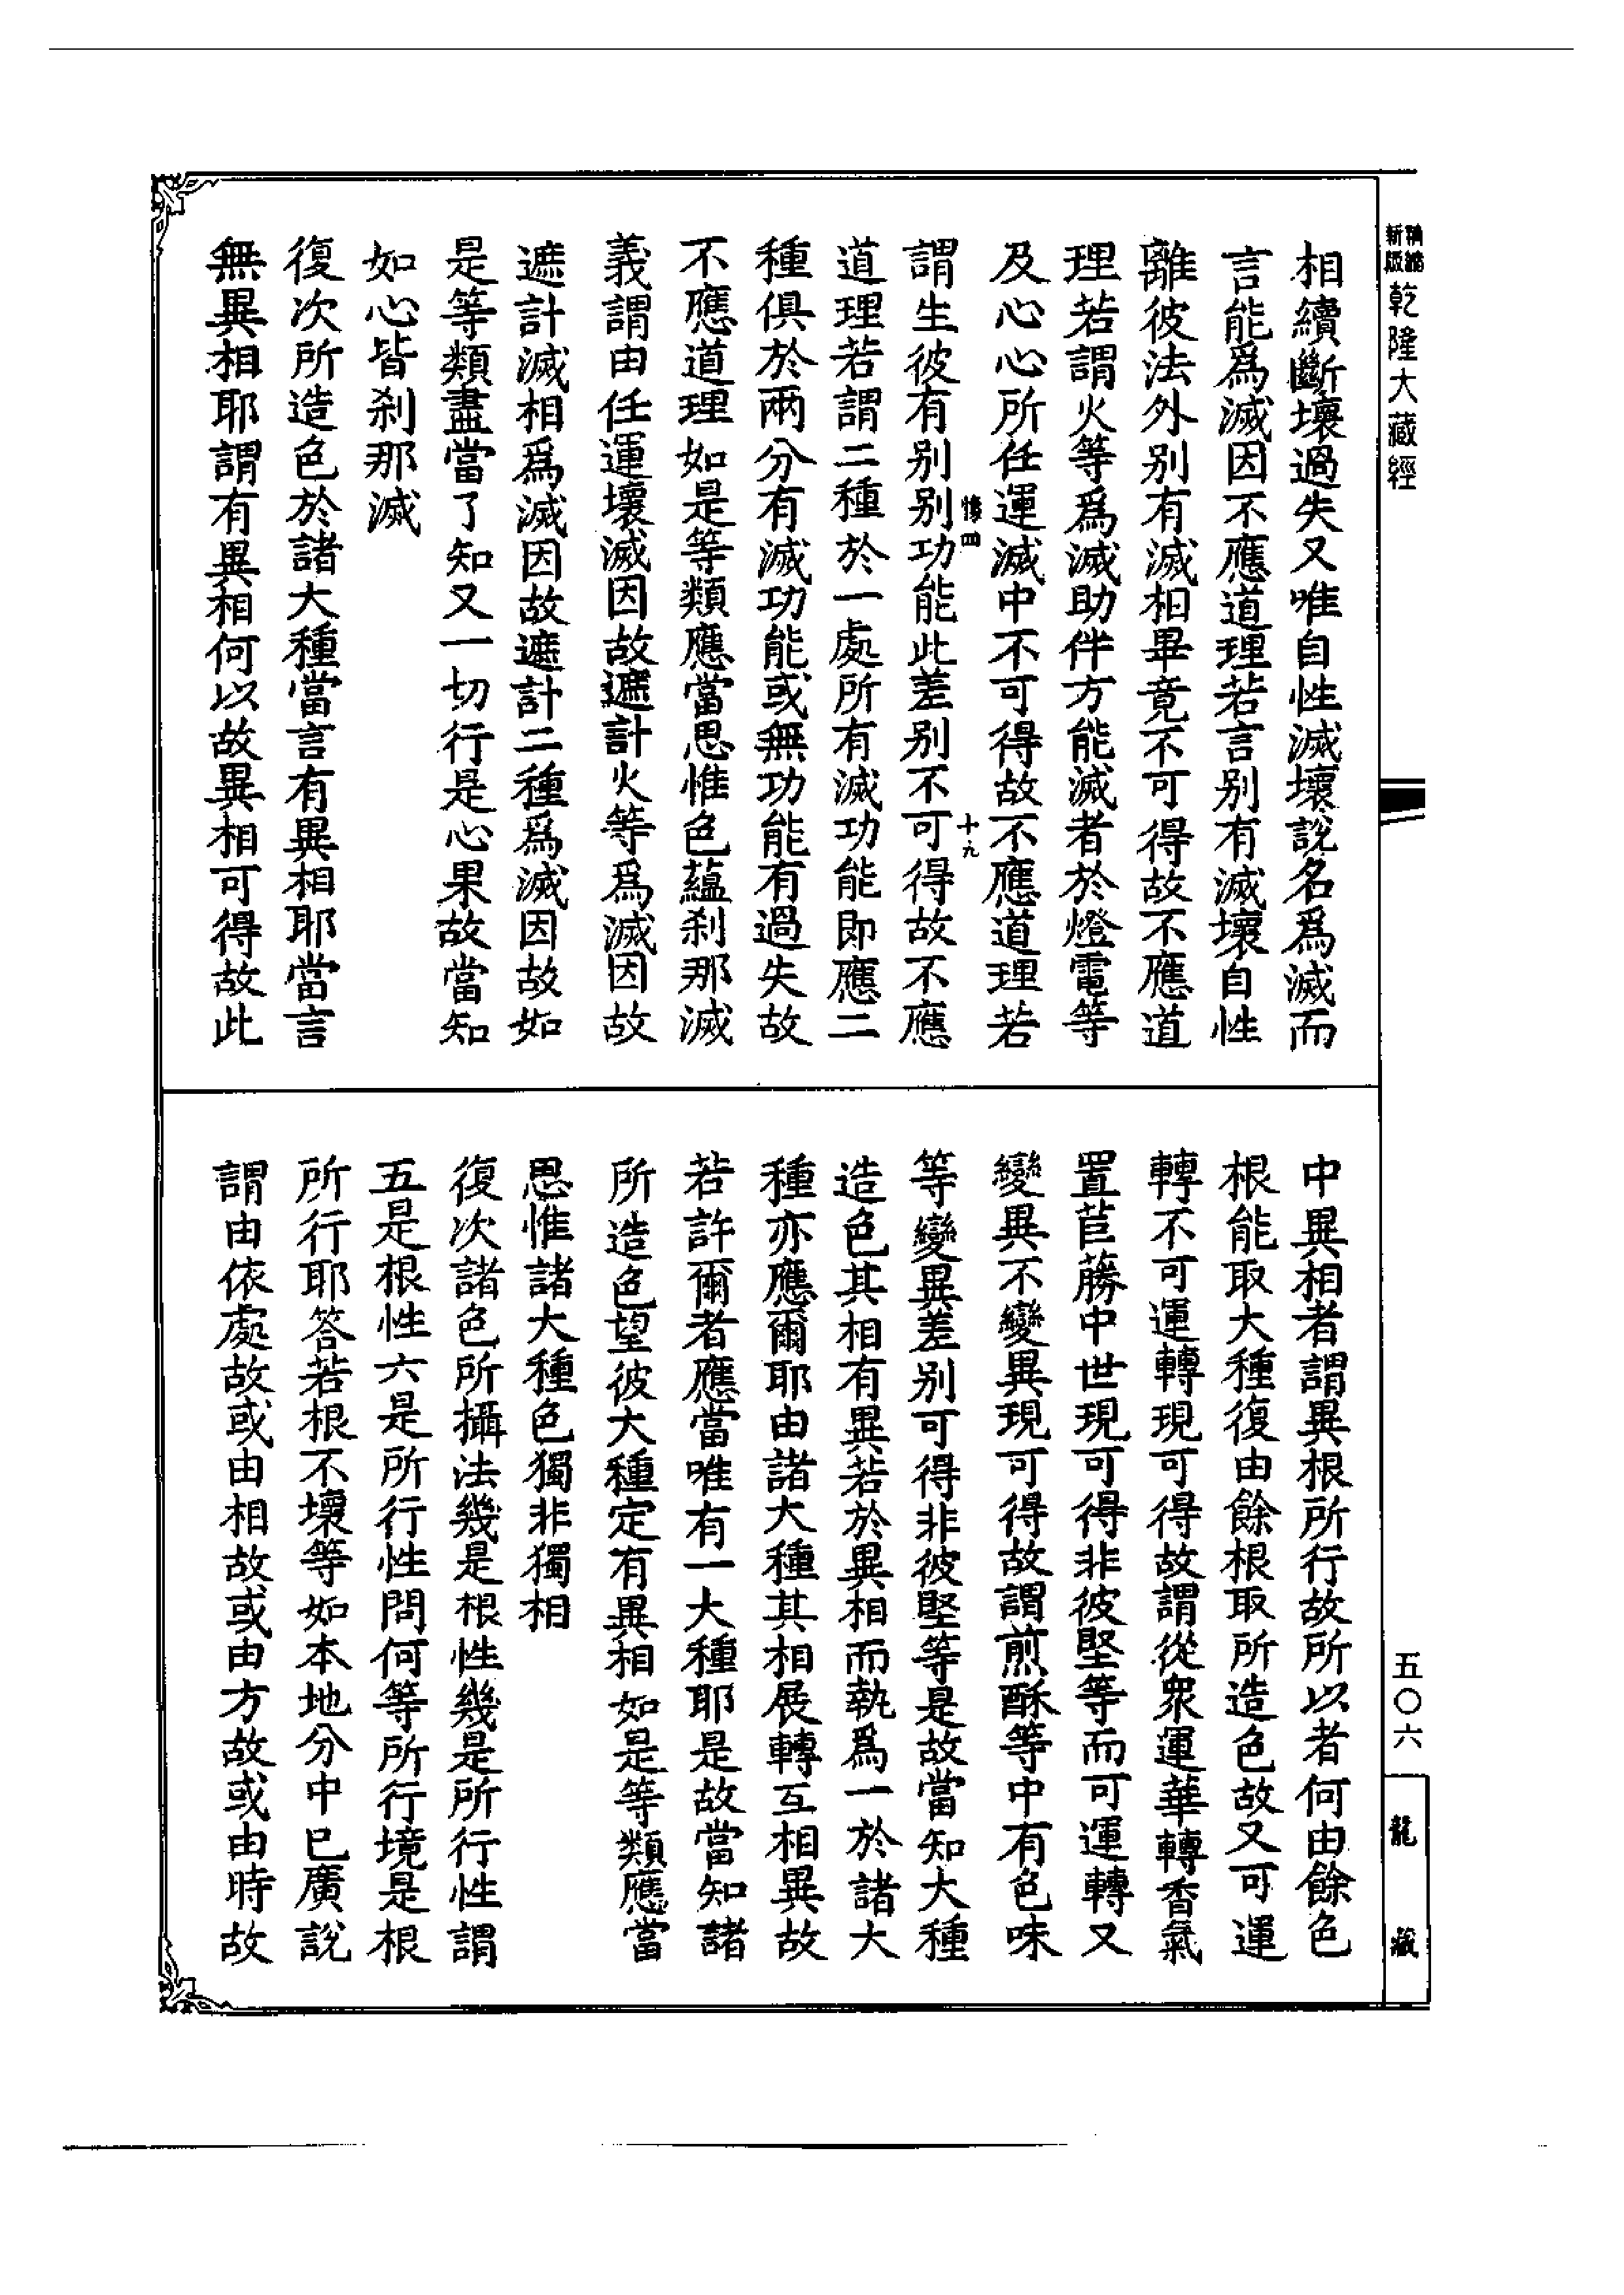 新版精縮乾隆大藏經
相續斷壞過失又唯自性滅壞說名爲滅而
言能爲滅因不應道理若言別有滅壞自性
離彼法外別有滅相畢竟不可得故不應道
理若謂火等爲滅助伴方能滅者於燈電等
及心心所任運滅中不可得故不應道理若
四
十九
謂生彼有別別功能此差別不可得故不應
道理若謂二種於一處所有滅功能即應二
種俱於兩分有滅功能或無功能有過失故
不應道理如是等類應當思惟色蘊刹那滅
義謂由任運壞滅因故遮計火等爲滅因故
遮計滅相爲滅因故遮計二種爲滅因故如
是等類盡當了知又一切行是心果故當知
如心皆刹那滅
復次所造色於諸大種當言有異相耶當言
無異相耶謂有異相何以故異相可得故此
中異相者謂異根所行故所以者何由餘色
根能取大種復由餘根取所造色故又可運
轉不可運轉現可得故謂從衆運華轉香氣
置苣蕂中世現可得非彼堅等而可運轉又
變異不變異現可得故謂煎酥等中有色味
等變異差別可得非彼堅等是故當知大種
造色其相有異若於異相而執爲一於諸大
種亦應爾耶由諸大種其相展轉互相異故
若許爾者應當唯有一大種耶是故當知諸
所造色望彼大種定有異相如是等類應當
思惟諸大種色獨非獨相
復次諸色所攝法幾是根性幾是所行性謂
五是根性六是所行性問何等所行境是根
所行耶答若根不壞等如本地分中已廣說
謂由依處故或由相故或由方故或由時故
五〇六
龍藏